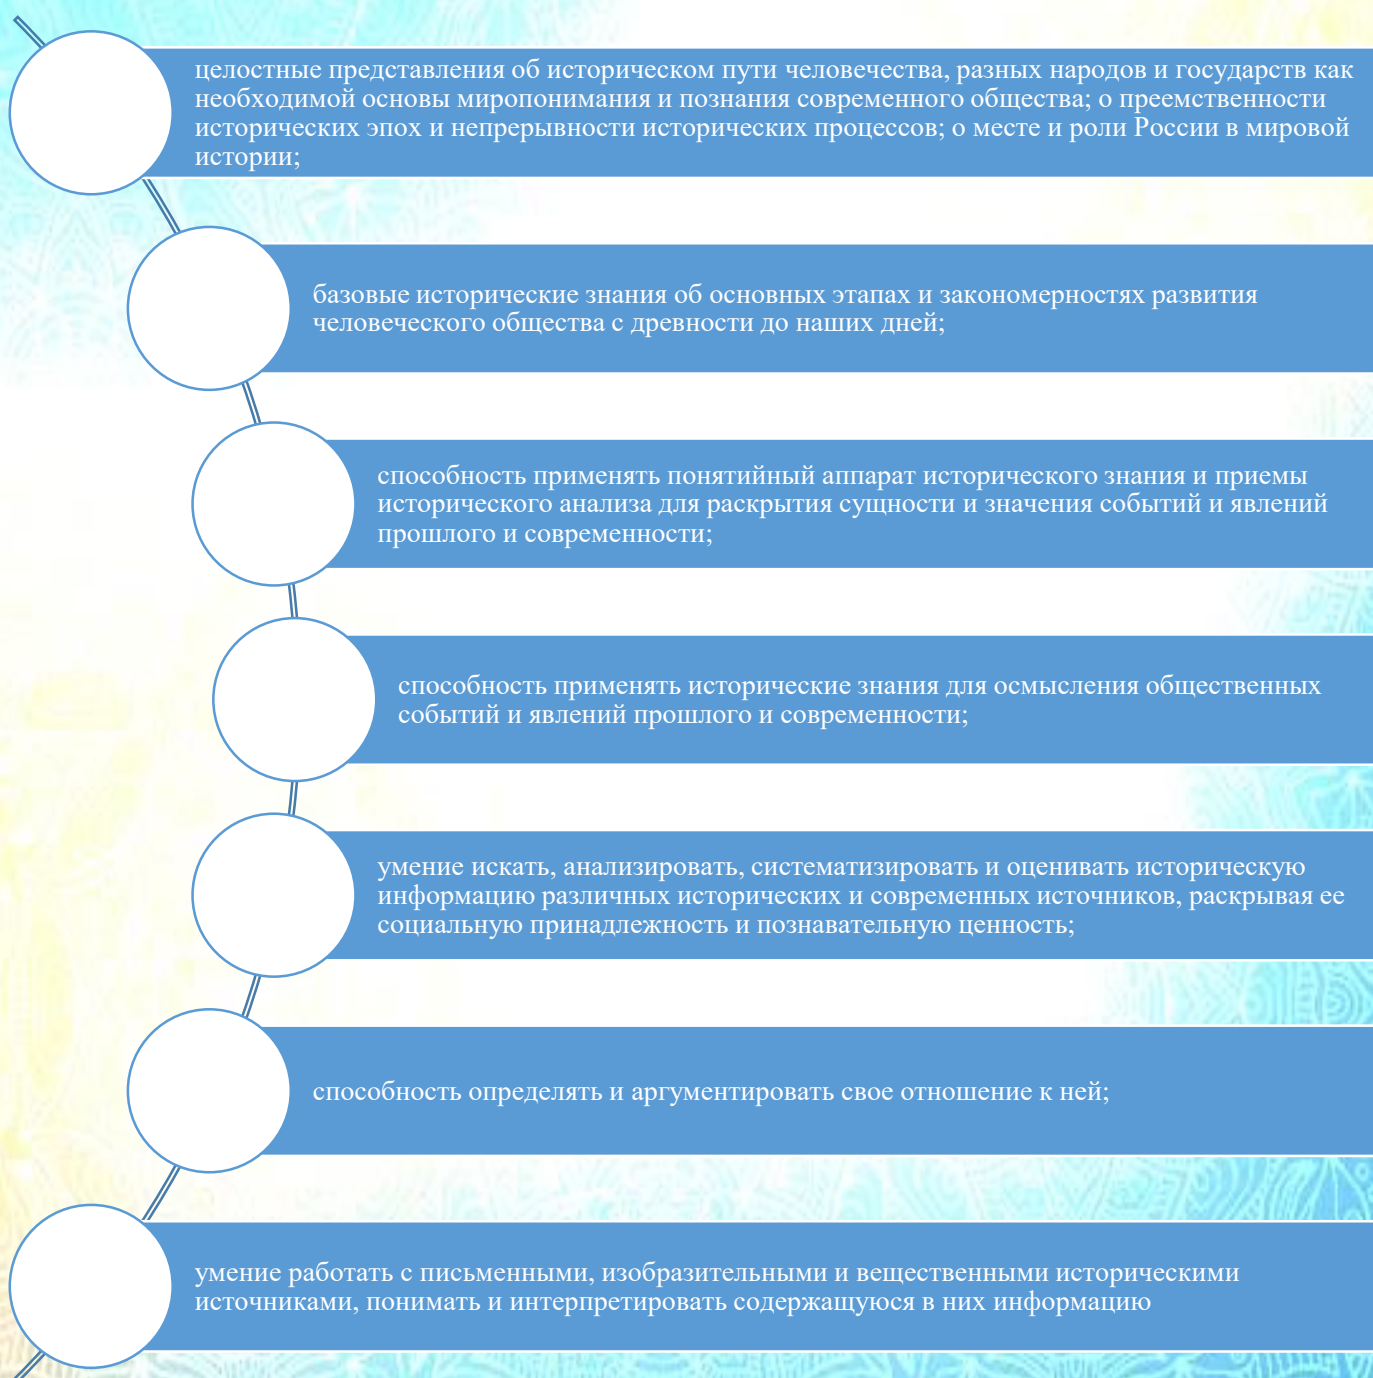 целостные представления об историческом пути человечества, разных народов и государств как
необходимой основы миропонимания и познания современного общества; о преемственности
исторических эпох и непрерывности исторических процессов; о месте и роли России в мировой
истории;
базовые исторические знания об основных этапах и закономерностях развития
человеческого общества с древности до наших дней;
способность применять понятийный аппарат исторического знания и приемы
исторического анализа для раскрытия сущности и значения событий и явлений
прошлого и современности;
способность применять исторические знания для осмысления общественных
событий и явлений прошлого и современности;
умение искать, анализировать, систематизировать и оценивать историческую
информацию различных исторических и современных источников, раскрывая ее
социальную принадлежность и познавательную ценность;
способность определять и аргументировать свое отношение к ней;
умение работать с письменными, изобразительными и вещественными историческими
источниками, понимать и интерпретировать содержащуюся в них информацию